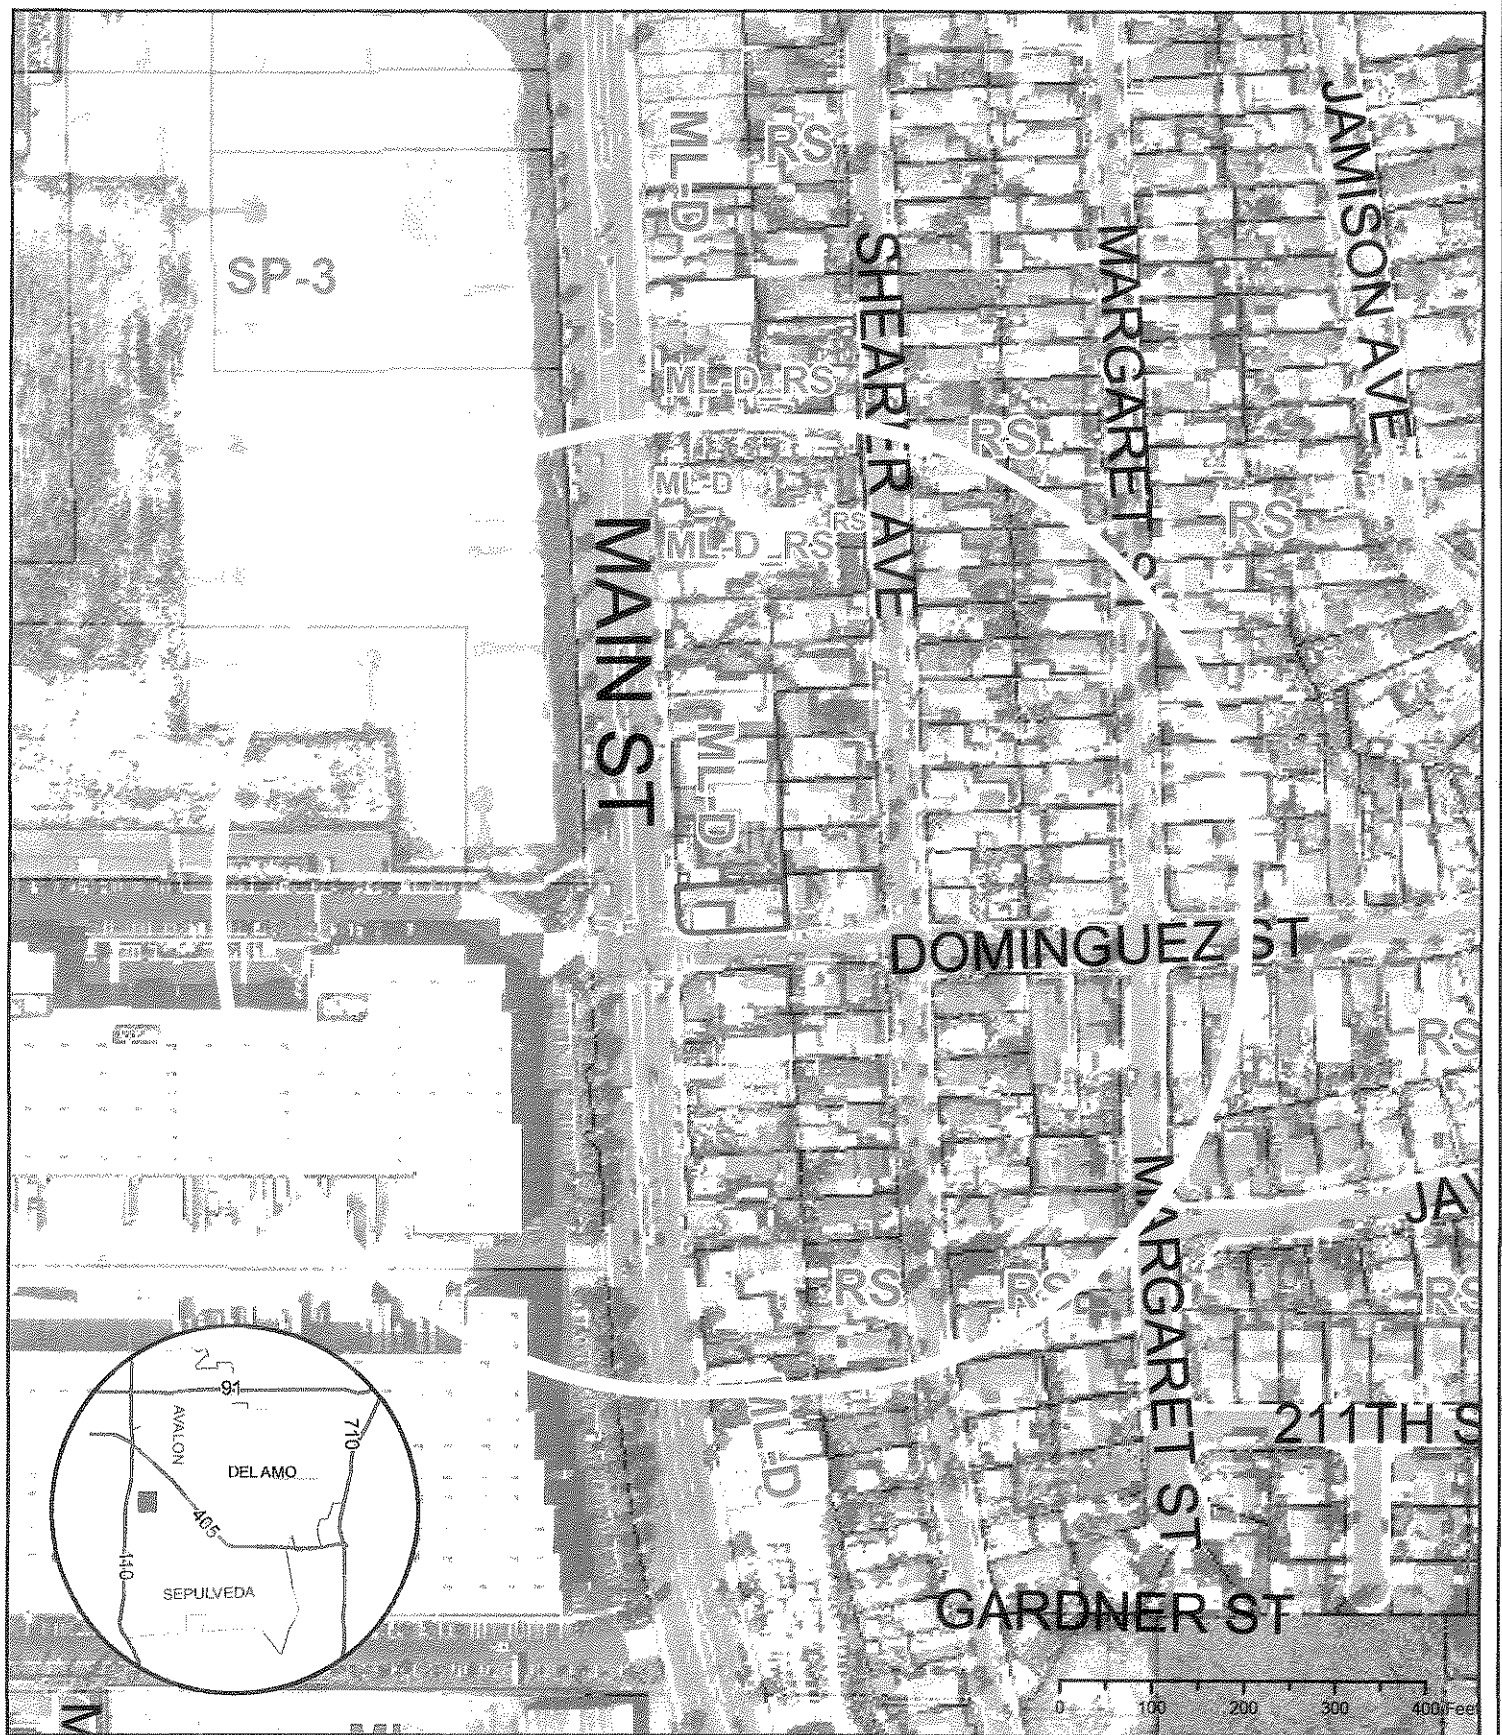 JAMISON AVE
ML-D
RS
SHEARER AVE
MARGARET S
SP-3
ML-D
RS
RS
ML-D
RS
RS
ML-D
RS
MAIN ST
ML-D
DOMINGUEZ ST
RS
MARGARET ST
JAY
RS
RS
RS
ML-D
211TH S
GARDNER ST
91
AVALON
710
DEL AMO
405
110
SEPULVEDA
0
100
200
300
400 Feet